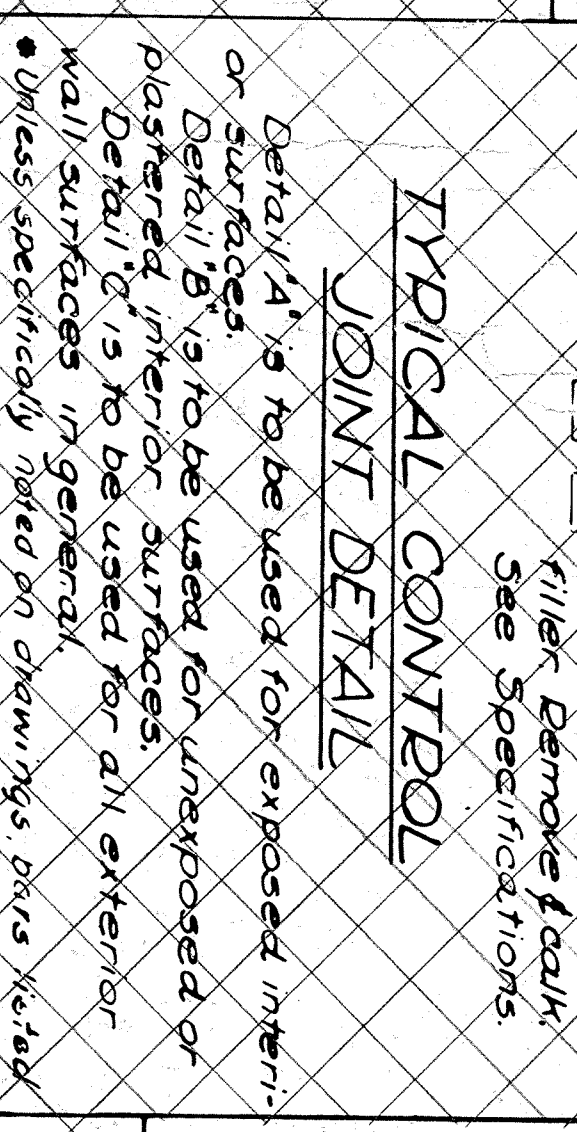 filler. Remove & calk.
See Specifications.
TYPICAL CONTROL
JOINT DETAIL
Detail "A" is to be used for exposed interi-
or surfaces.
Detail "B" is to be used for unexposed or
plastered interior surfaces.
Detail "C" is to be used for all exterior
wall surfaces in general.
* Unless specifically noted on drawings, bars listed